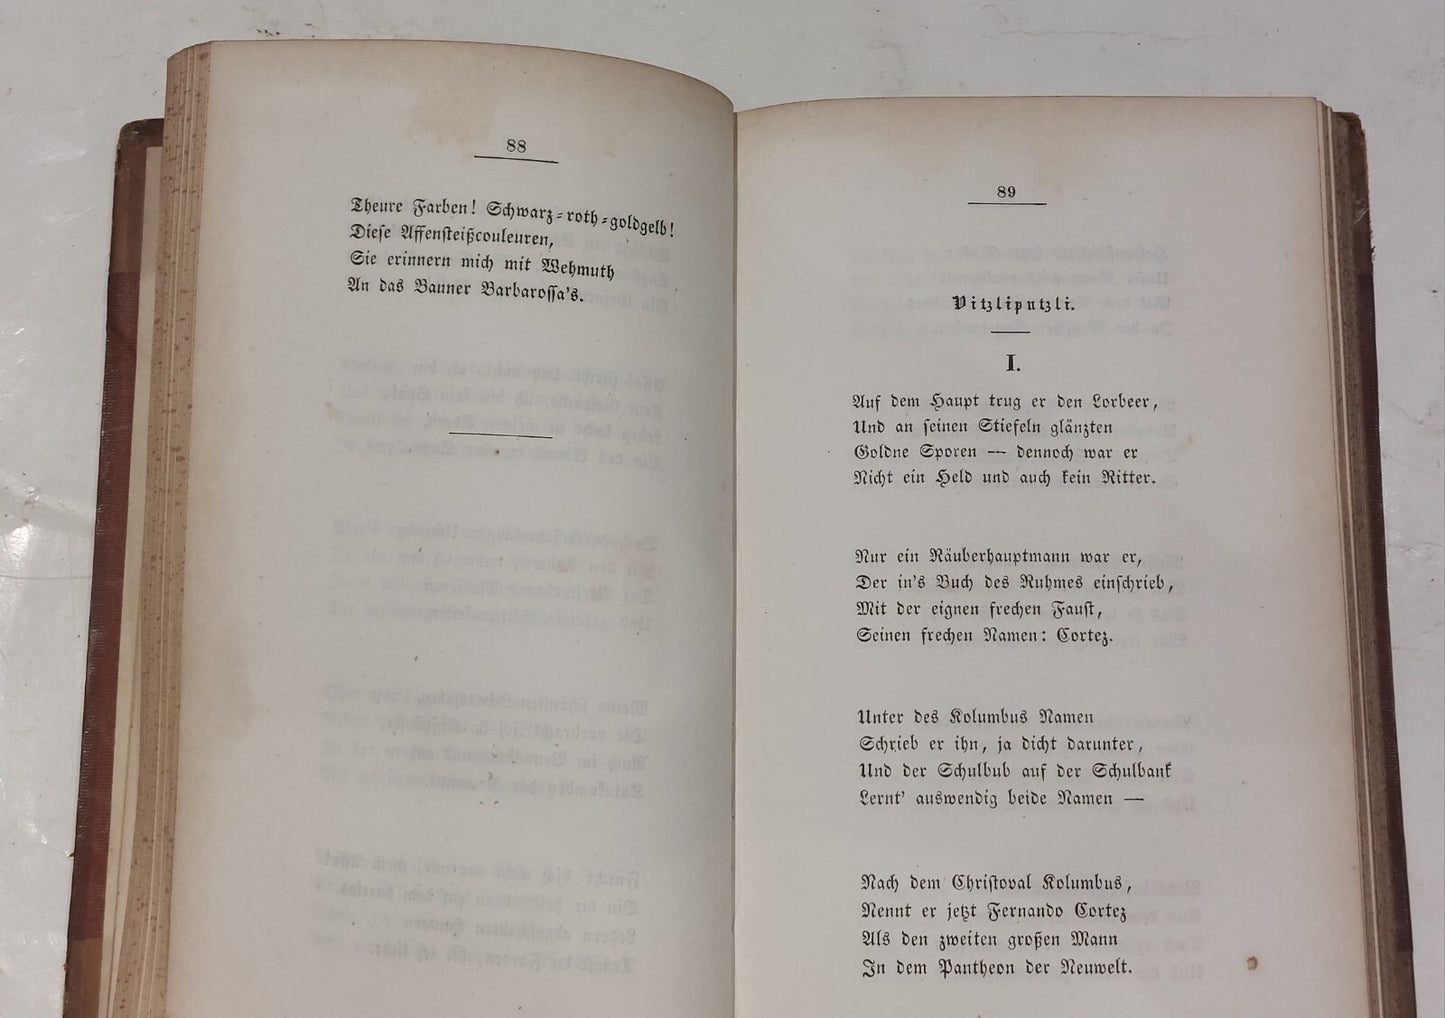 88
Theure Farben! Schwarz-roth-goldgelb!
Diese Affensteißcouleuren,
Sie erinnern mich mit Wehmuth
An das Banner Barbarossa's.
89
Vitzliputzli.
I.
Auf dem Haupt trug er den Lorbeer,
Und an seinen Stiefeln glänzten
Goldne Sporen — dennoch war er
Nicht ein Held und auch kein Ritter.
Nur ein Räuberhauptmann war er,
Der in's Buch des Ruhmes einschrieb,
Mit der eignen frechen Faust,
Seinen frechen Namen: Cortez.
Unter des Kolumbus Namen
Schrieb er ihn, ja dicht darunter,
Und der Schulbub auf der Schulbank
Lernt' auswendig beide Namen —
Nach dem Christoval Kolumbus,
Nennt er jetzt Fernando Cortez
Als den zweiten großen Mann
In dem Pantheon der Neuwelt.